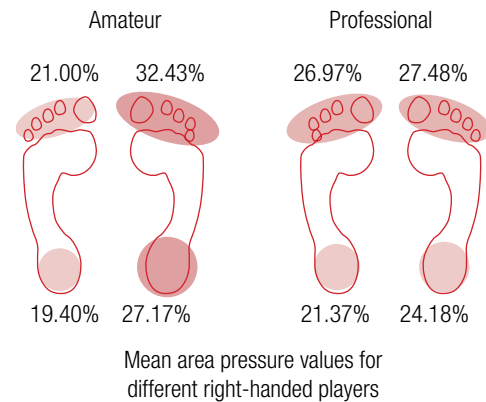 Amateur Professional
21.00% 32.43% 26.97% 27.48%
19.40% 27.17% 21.37% 24.18%
Mean area pressure values for
different right-handed players